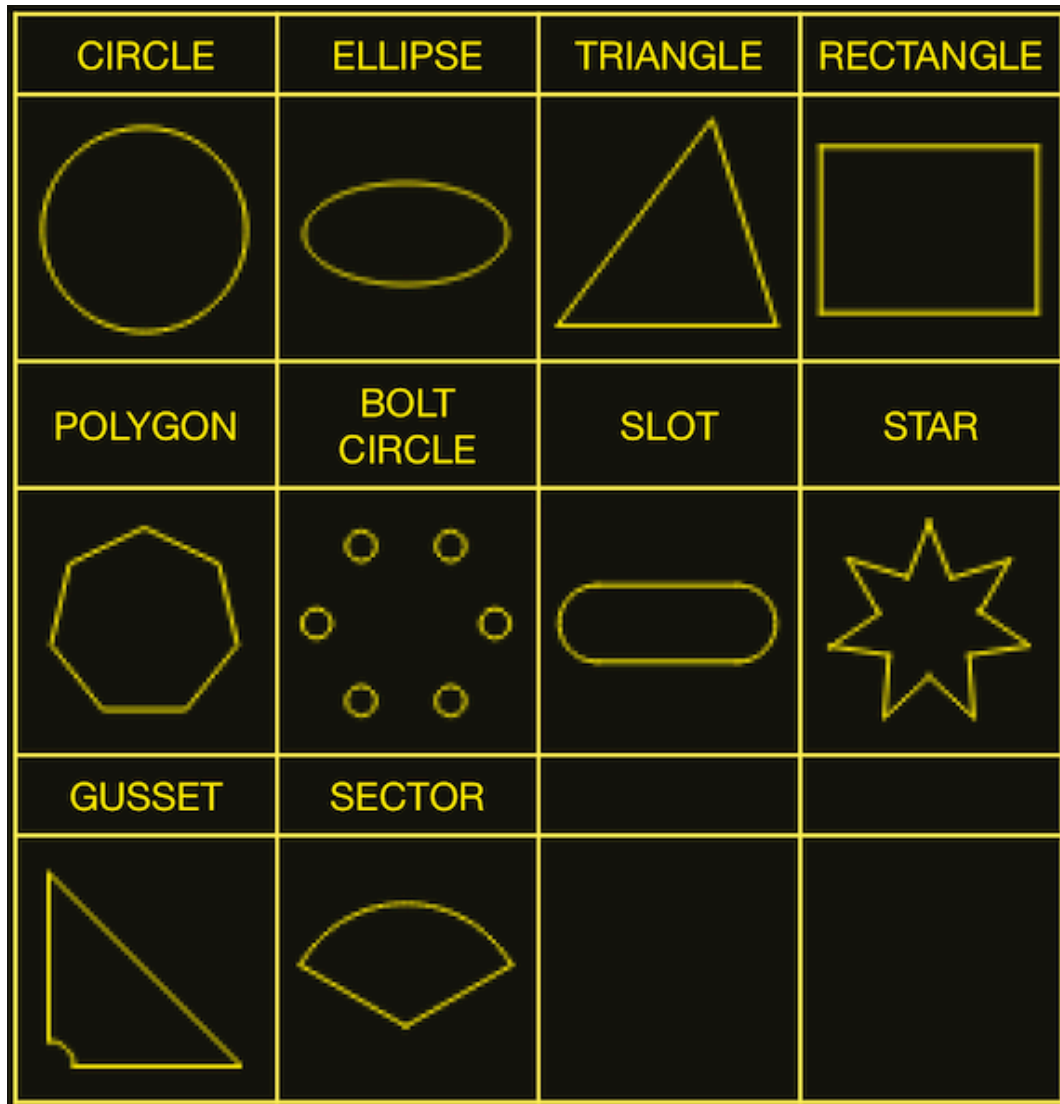 CIRCLE
ELLIPSE
TRIANGLE
RECTANGLE
POLYGON
BOLT
CIRCLE
SLOT
STAR
GUSSET
SECTOR